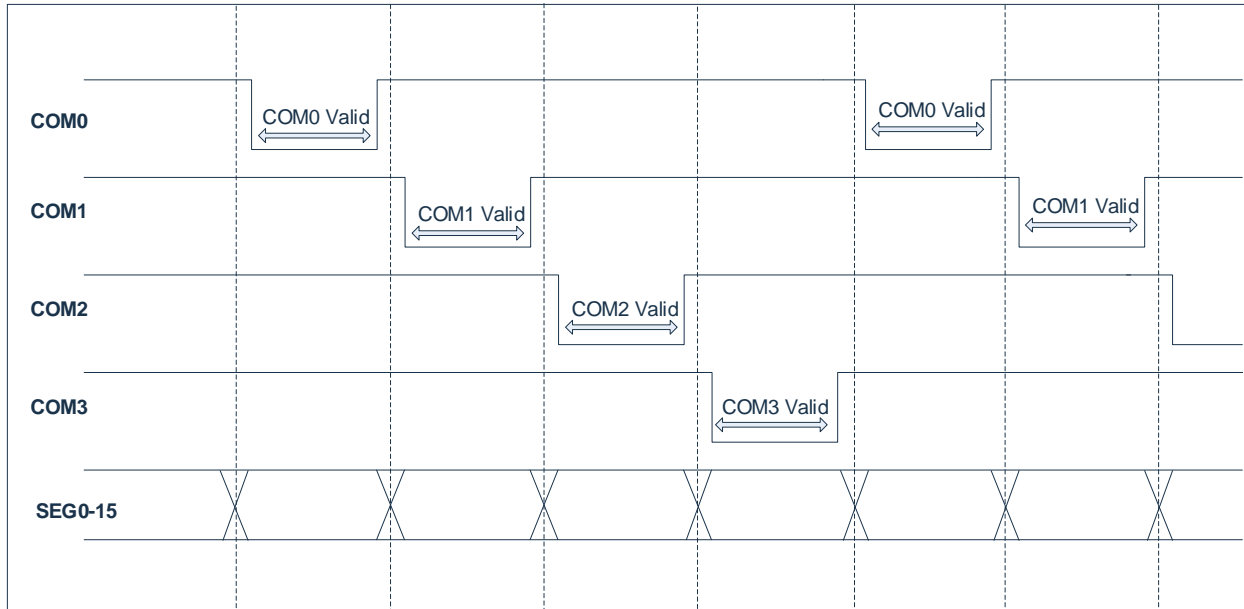 COM0
COM0 Valid
COM0 Valid
COM1
COM1 Valid
COM1 Valid
COM2
COM2 Valid
COM3
COM3 Valid
SEG0-15